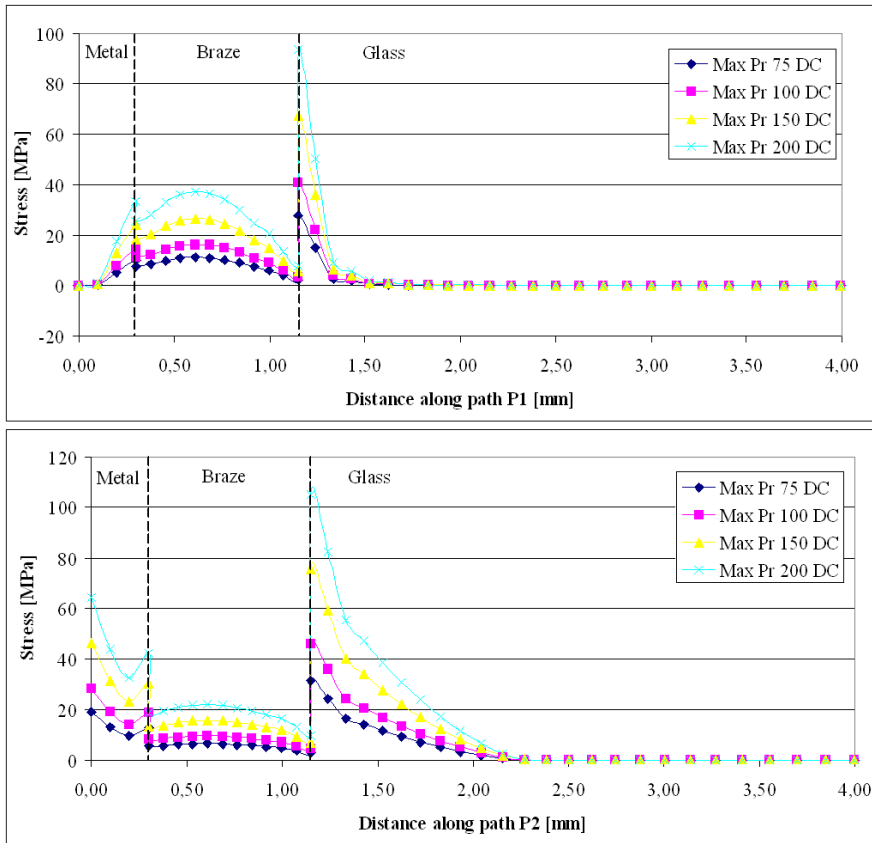 Metal Braze Glass
Max Pr 75 DC
Max Pr 100 DC
Max Pr 150 DC
Max Pr 200 DC
Stress [MPa]
100
80
60
40
20
0
-20
0,00 0,50 1,00 1,50 2,00 2,50 3,00 3,50 4,00
Distance along path P1 [mm]
Metal Braze Glass
Max Pr 75 DC
Max Pr 100 DC
Max Pr 150 DC
Max Pr 200 DC
Stress [MPa]
120
100
80
60
40
20
0
0,00 0,50 1,00 1,50 2,00 2,50 3,00 3,50 4,00
Distance along path P2 [mm]